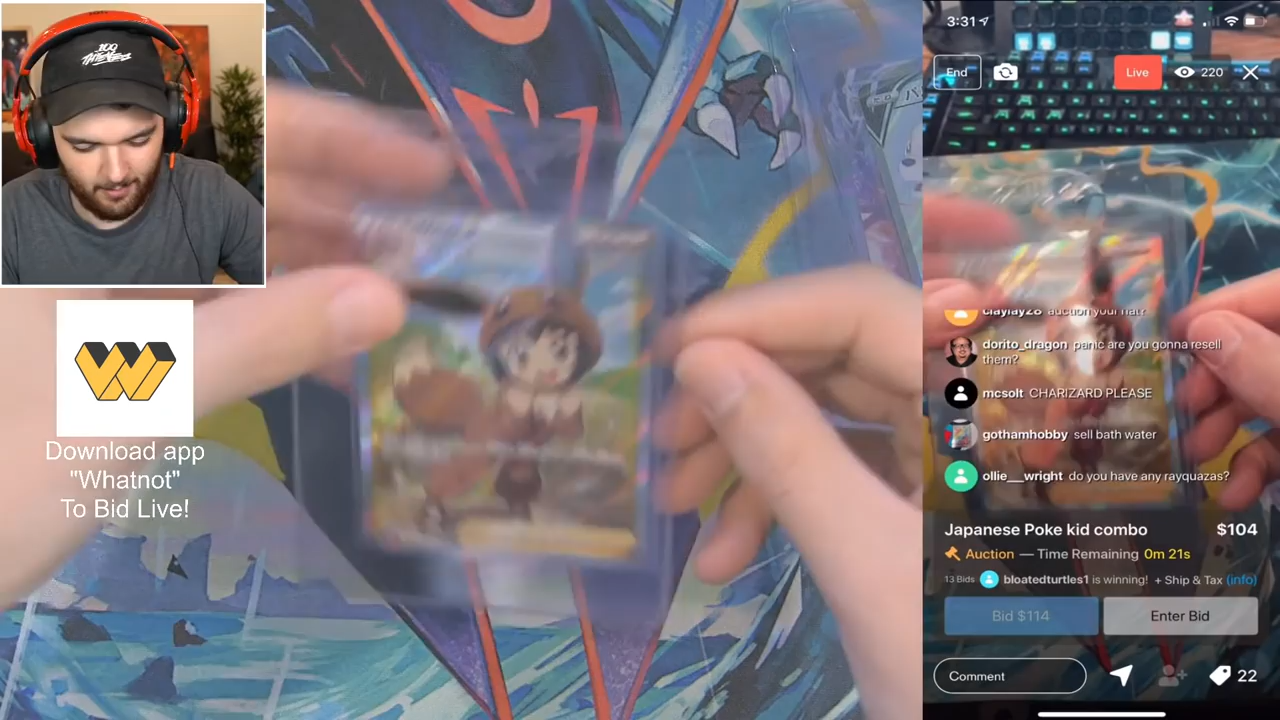 100
THIEVES
Download app
"Whatnot"
To Bid Live!
3:31
End
Live
220
claylay28 auction your hat?
dorito_dragon panic are you gonna resell
them?
mcsolt CHARIZARD PLEASE
gothamhobby sell bath water
ollie__wright do you have any rayquazas?
Japanese Poke kid combo $104
Auction — Time Remaining 0m 21s
13 Bids bloatedturtles1 is winning! + Ship & Tax (info)
Bid $114
Enter Bid
Comment
22